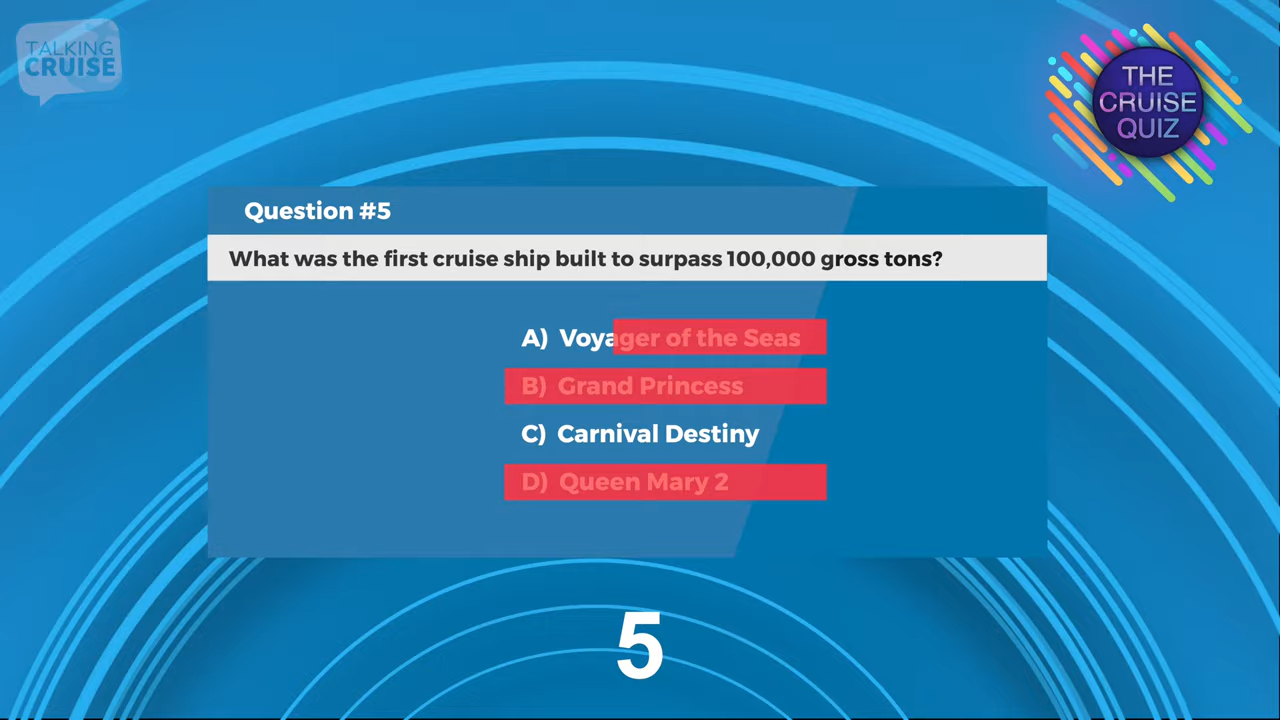 TALKING
CRUISE
THE
CRUISE
QUIZ
Question #5
What was the first cruise ship built to surpass 100,000 gross tons?
A) Voyager of the Seas
B) Grand Princess
C) Carnival Destiny
D) Queen Mary 2
5